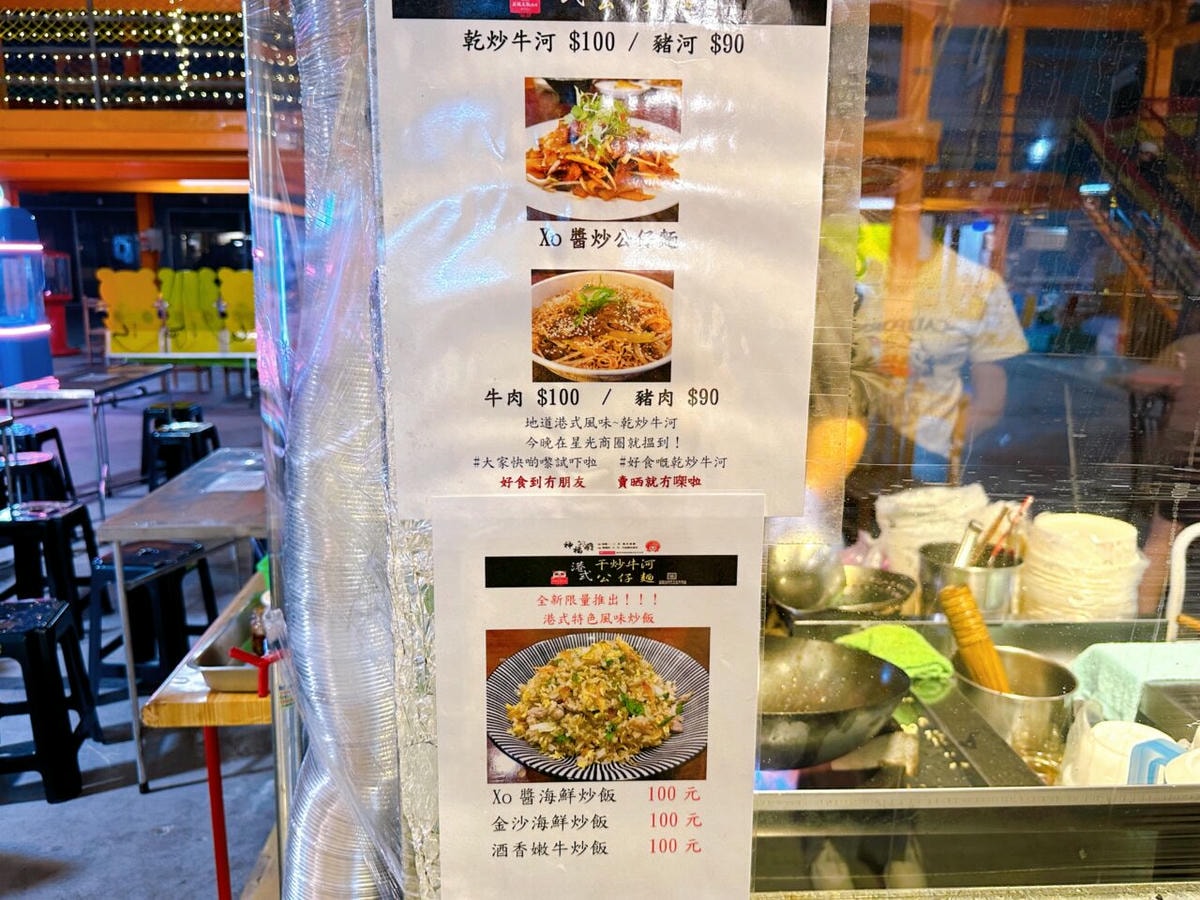 乾炒牛河 $100 / 豬河 $90
Xo 醬炒公仔麵
牛肉 $100 / 豬肉 $90
地道港式風味~乾炒牛河
今晚在星光商圈就搵到！
#大家快啲嚟試吓啦 #好食嘅乾炒牛河
好食到冇朋友 賣晒就冇㗎啦
港式
干炒牛河
公仔麵
全新限量推出！！！
港式特色風味炒飯
Xo 醬海鮮炒飯 100 元
金沙海鮮炒飯 100 元
酒香嫩牛炒飯 100 元